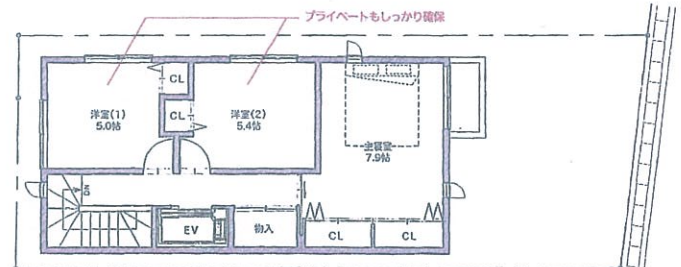 プライベートもしっかり確保
CL
洋室(1)
5.0帖
CL
洋室(2)
5.4帖
主寝室
7.9帖
DN
EV
物入
CL
CL